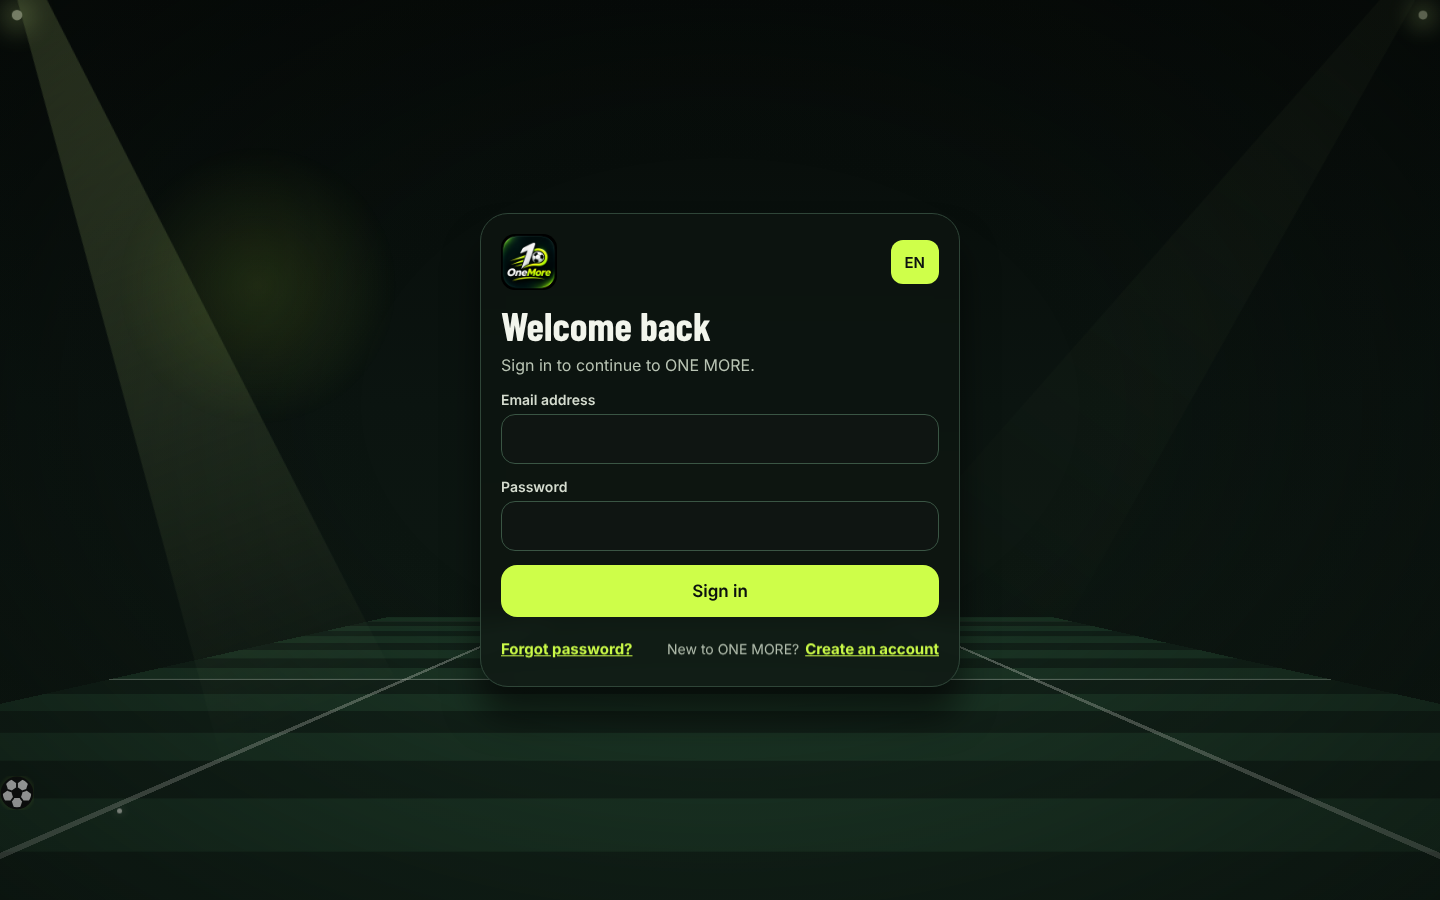 10
OneMore
EN
Welcome back
Sign in to continue to ONE MORE.
Email address
Password
Sign in
Forgot password? New to ONE MORE? Create an account